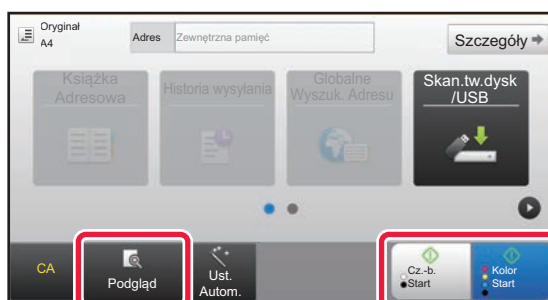 Oryginał
A4
Adres
Zewnętrzna pamięć
Szczegóły
Książka
Adresowa
Historia wysyłania
Globalne
Wyszuk. Adresu
Skan.tw.dysk
/USB
CA
Podgląd
Ust.
Autom.
Cz.-b.
Start
Kolor
Start